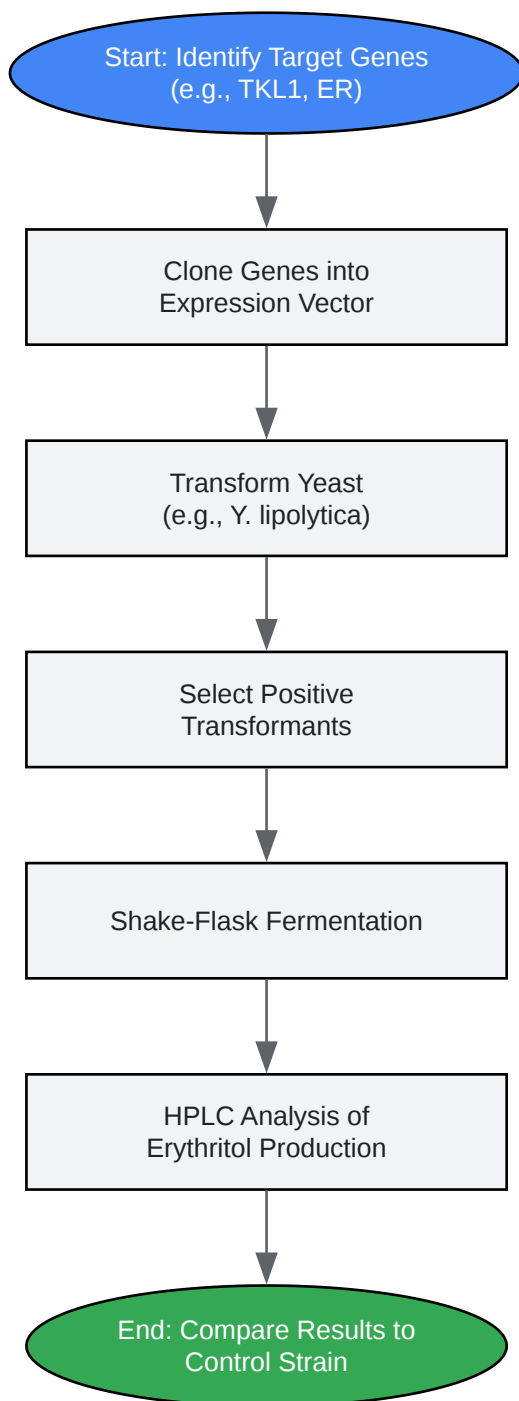 Start: Identify Target Genes
(e.g., TKL1, ER)
Clone Genes into
Expression Vector
Transform Yeast
(e.g., Y. lipolytica)
Select Positive
Transformants
Shake-Flask Fermentation
HPLC Analysis of
Erythritol Production
End: Compare Results to
Control Strain